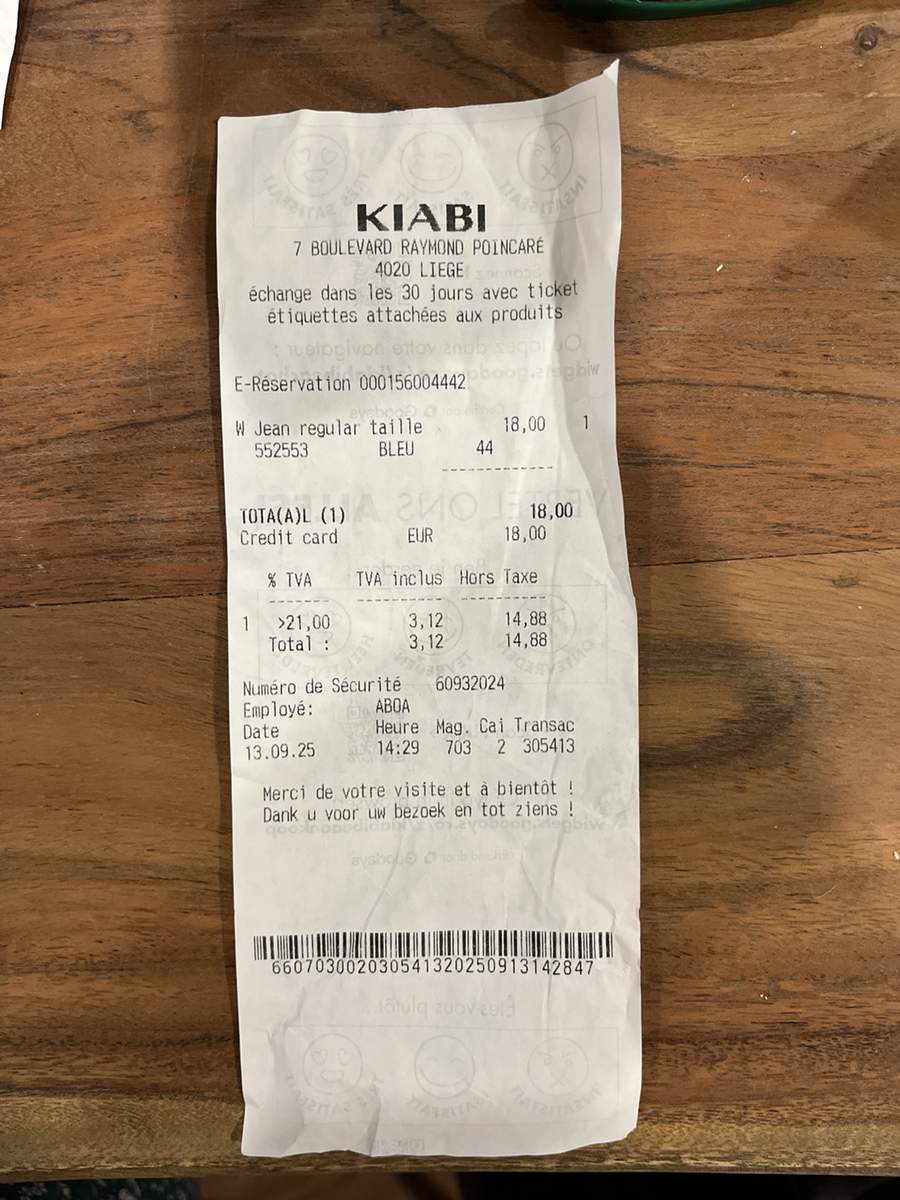 KIABI
7 BOULEVARD RAYMOND POINCARÉ
4020 LIEGE
échange dans les 30 jours avec ticket
étiquettes attachées aux produits
E-Réservation 000156004442
W Jean regular taille 18,00 1
552553 BLEU 44
------------
TOTA(A)L (1) 18,00
Credit card EUR 18,00
% TVA TVA inclus Hors Taxe
------- ---------- ----------
1 >21,00 3,12 14,88
Total : 3,12 14,88
Numéro de Sécurité 60932024
Employé: ABOA
Date Heure Mag. Cai Transac
13.09.25 14:29 703 2 305413
Merci de votre visite et à bientôt !
Dank u voor uw bezoek en tot ziens !
660703002030541320250913142847